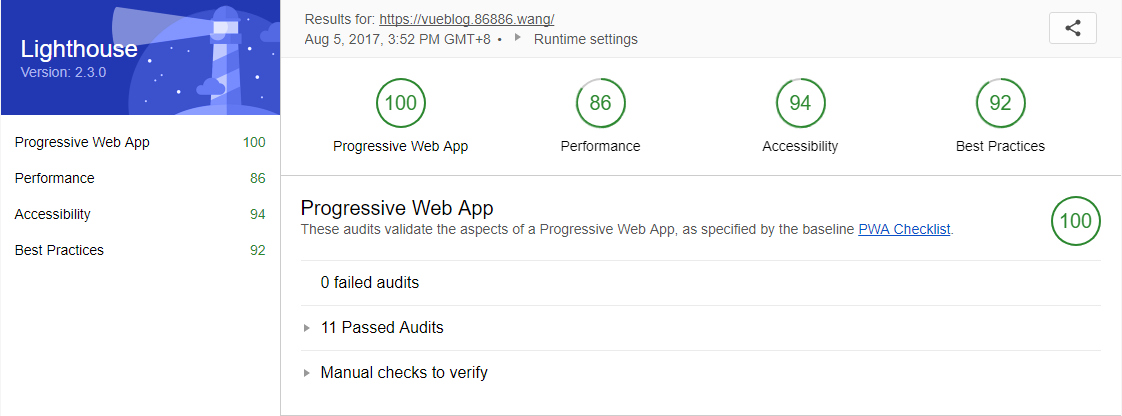 Lighthouse
Version: 2.3.0
Progressive Web App 100
Performance 86
Accessibility 94
Best Practices 92
Results for: https://vueblog.86886.wang/
Aug 5, 2017, 3:52 PM GMT+8 • Runtime settings
100 86 94 92
Progressive Web App Performance Accessibility Best Practices
Progressive Web App
These audits validate the aspects of a Progressive Web App, as specified by the baseline PWA Checklist.
100
0 failed audits
11 Passed Audits
Manual checks to verify